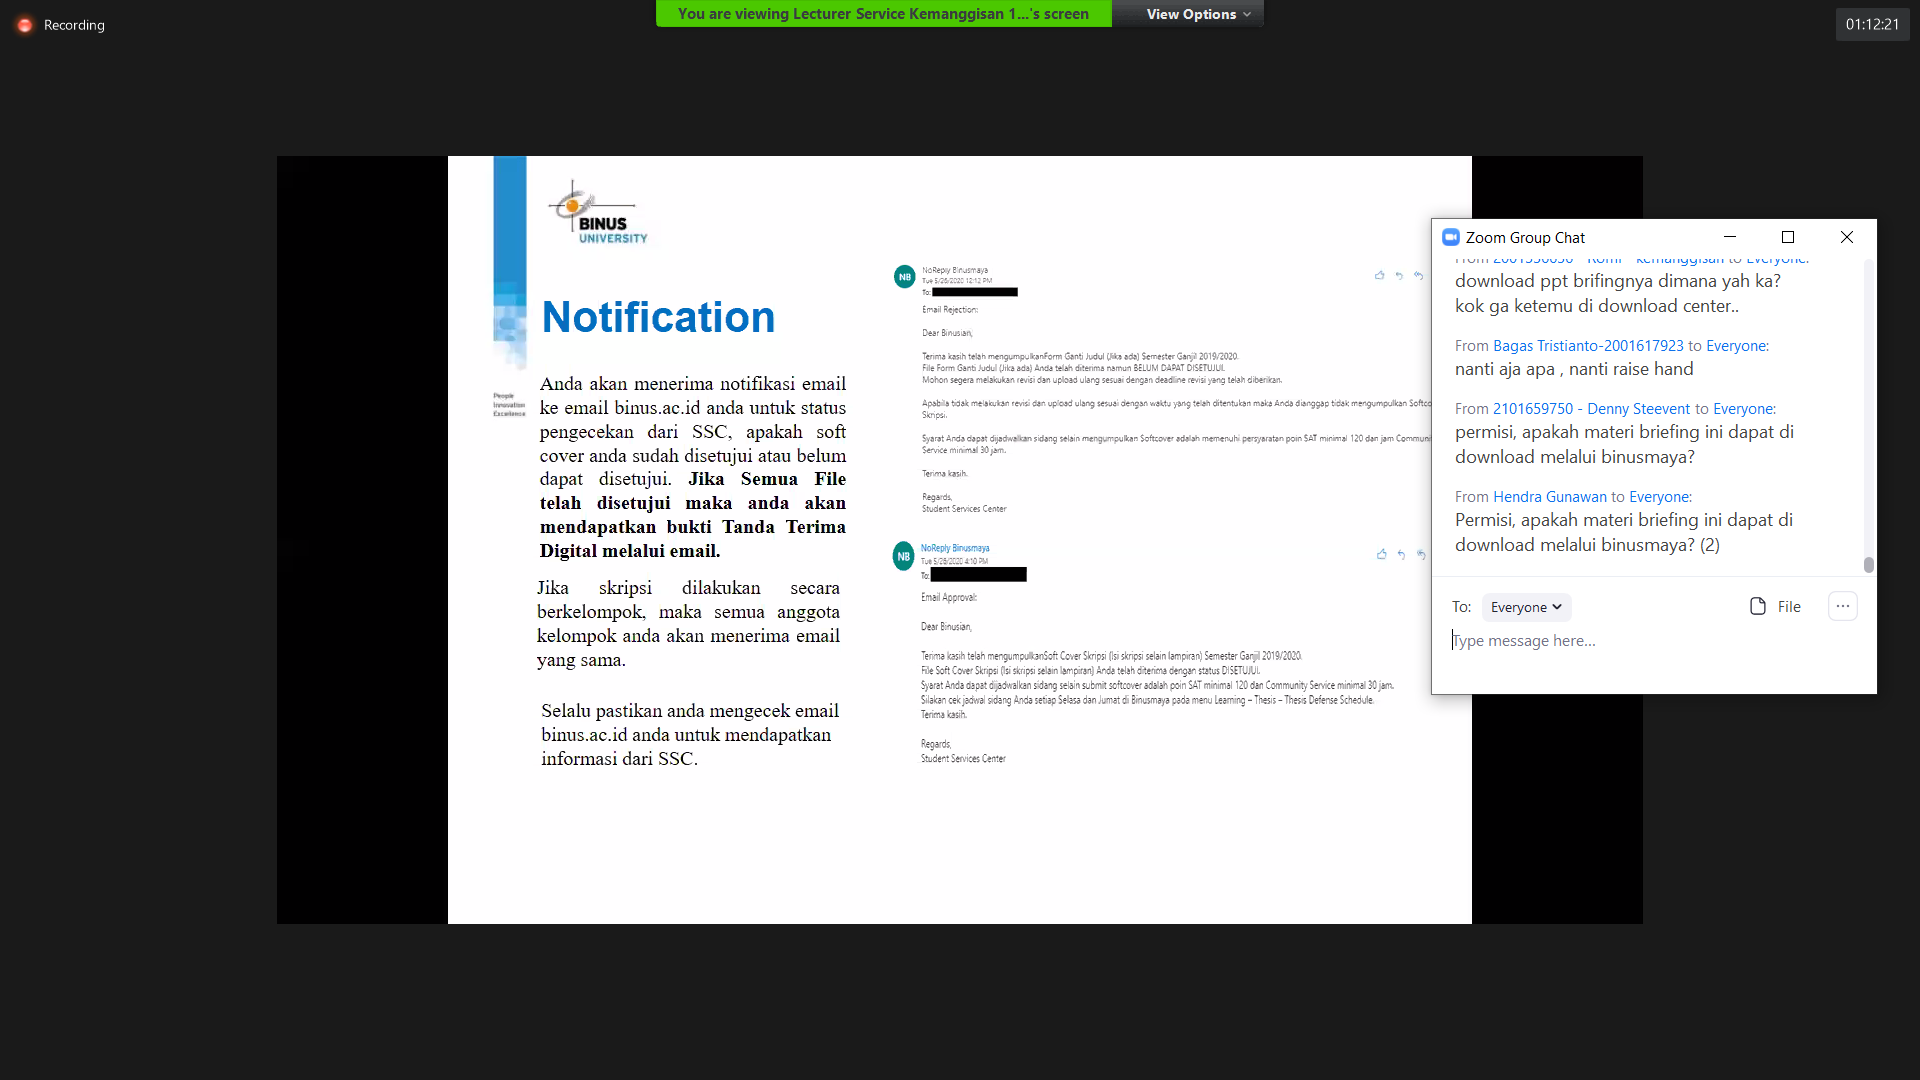 Recording
You are viewing Lecturer Service Kemanggisan 1...'s screen
View Options
01:12:21
BINUS
UNIVERSITY
People
Innovation
Excellence
Notification
Anda akan menerima notifikasi email
ke email binus.ac.id anda untuk status
pengecekan dari SSC, apakah soft
cover anda sudah disetujui atau belum
dapat disetujui. Jika Semua File
telah disetujui maka anda akan
mendapatkan bukti Tanda Terima
Digital melalui email.
Jika skripsi dilakukan secara
berkelompok, maka semua anggota
kelompok anda akan menerima email
yang sama.
Selalu pastikan anda mengecek email
binus.ac.id anda untuk mendapatkan
informasi dari SSC.
NB
NoReply Binusmaya
Tue 5/26/2020 12:12 PM
To:
Email Rejection:
Dear Binusian,
Terima kasih telah mengumpulkanForm Ganti Judul (Jika ada) Semester Ganjil 2019/2020.
File Form Ganti Judul (Jika ada) Anda telah diterima namun BELUM DAPAT DISETUJUI.
Mohon segera melakukan revisi dan upload ulang sesuai dengan deadline revisi yang telah diberikan.
Apabila tidak melakukan revisi dan upload ulang sesuai dengan waktu yang telah ditentukan maka Anda dianggap tidak mengumpulkan Softco
Skripsi.
Syarat Anda dapat dijadwalkan sidang selain mengumpulkan Softcover adalah memenuhi persyaratan poin SAT minimal 120 dan jam Commun
Service minimal 30 jam.
Terima kasih.
Regards,
Student Services Center
NB
NoReply Binusmaya
Tue 5/26/2020 4:10 PM
To:
Email Approval:
Dear Binusian,
Terima kasih telah mengumpulkanSoft Cover Skripsi (Isi skripsi selain lampiran) Semester Ganjil 2019/2020.
File Soft Cover Skripsi (Isi skripsi selain lampiran) Anda telah diterima dengan status DISETUJUI.
Syarat Anda dapat dijadwalkan sidang selain submit softcover adalah poin SAT minimal 120 dan Community Service minimal 30 jam.
Silakan cek jadwal sidang Anda setiap Selasa dan Jumat di Binusmaya pada menu Learning – Thesis – Thesis Defense Schedule.
Terima kasih.
Regards,
Student Services Center
Zoom Group Chat
Kemanggisan to Everyone:
download ppt brifingnya dimana yah ka?
kok ga ketemu di download center..
From Bagas Tristianto-2001617923 to Everyone:
nanti aja apa , nanti raise hand
From 2101659750 - Denny Steevent to Everyone:
permisi, apakah materi briefing ini dapat di
download melalui binusmaya?
From Hendra Gunawan to Everyone:
Permisi, apakah materi briefing ini dapat di
download melalui binusmaya? (2)
To: Everyone
File
...
Type message here...